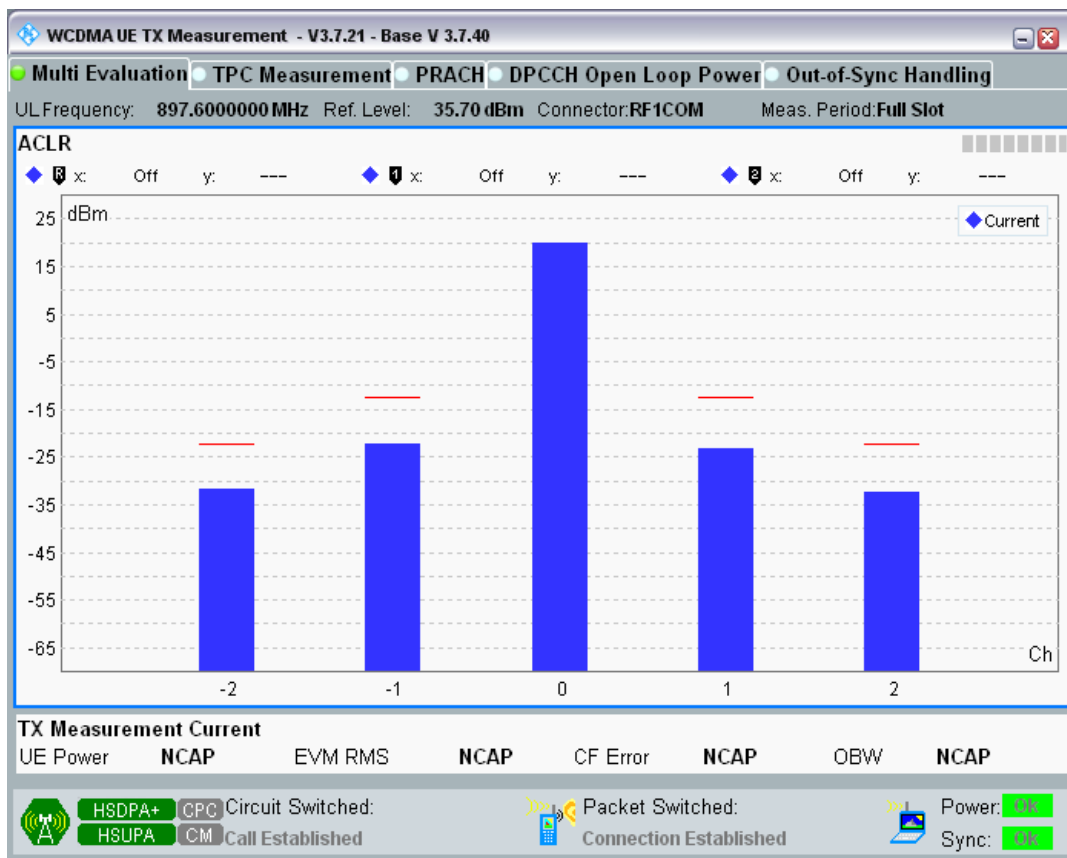 WCDMA UE TX Measurement - V3.7.21 - Base V 3.7.40
Multi Evaluation TPC Measurement PRACH DPCCH Open Loop Power Out-of-Sync Handling
UL Frequency: 897.6000000 MHz Ref. Level: 35.70 dBm Connector:RF1COM Meas. Period:Full Slot
ACLR
R x: Off y: --- 1 x: Off y: --- 2 x: Off y: ---
dBm
Current
25
15
5
-5
-15
-25
-35
-45
-55
-65
Ch
-2 -1 0 1 2
TX Measurement Current
UE Power NCAP EVM RMS NCAP CF Error NCAP OBW NCAP
HSDPA+ CPC Circuit Switched: Packet Switched: Power: Ok
HSUPA CM Call Established Connection Established Sync: Ok